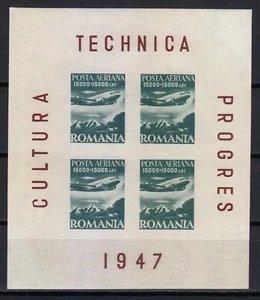 TECHNICA
CULTURA
POSTA AERIANA
15000+15000 LEI
ROMANIA
POSTA AERIANA
15000+15000 LEI
ROMANIA
PROGRES
POSTA AERIANA
15000+15000 LEI
ROMANIA
POSTA AERIANA
15000+15000 LEI
ROMANIA
1947